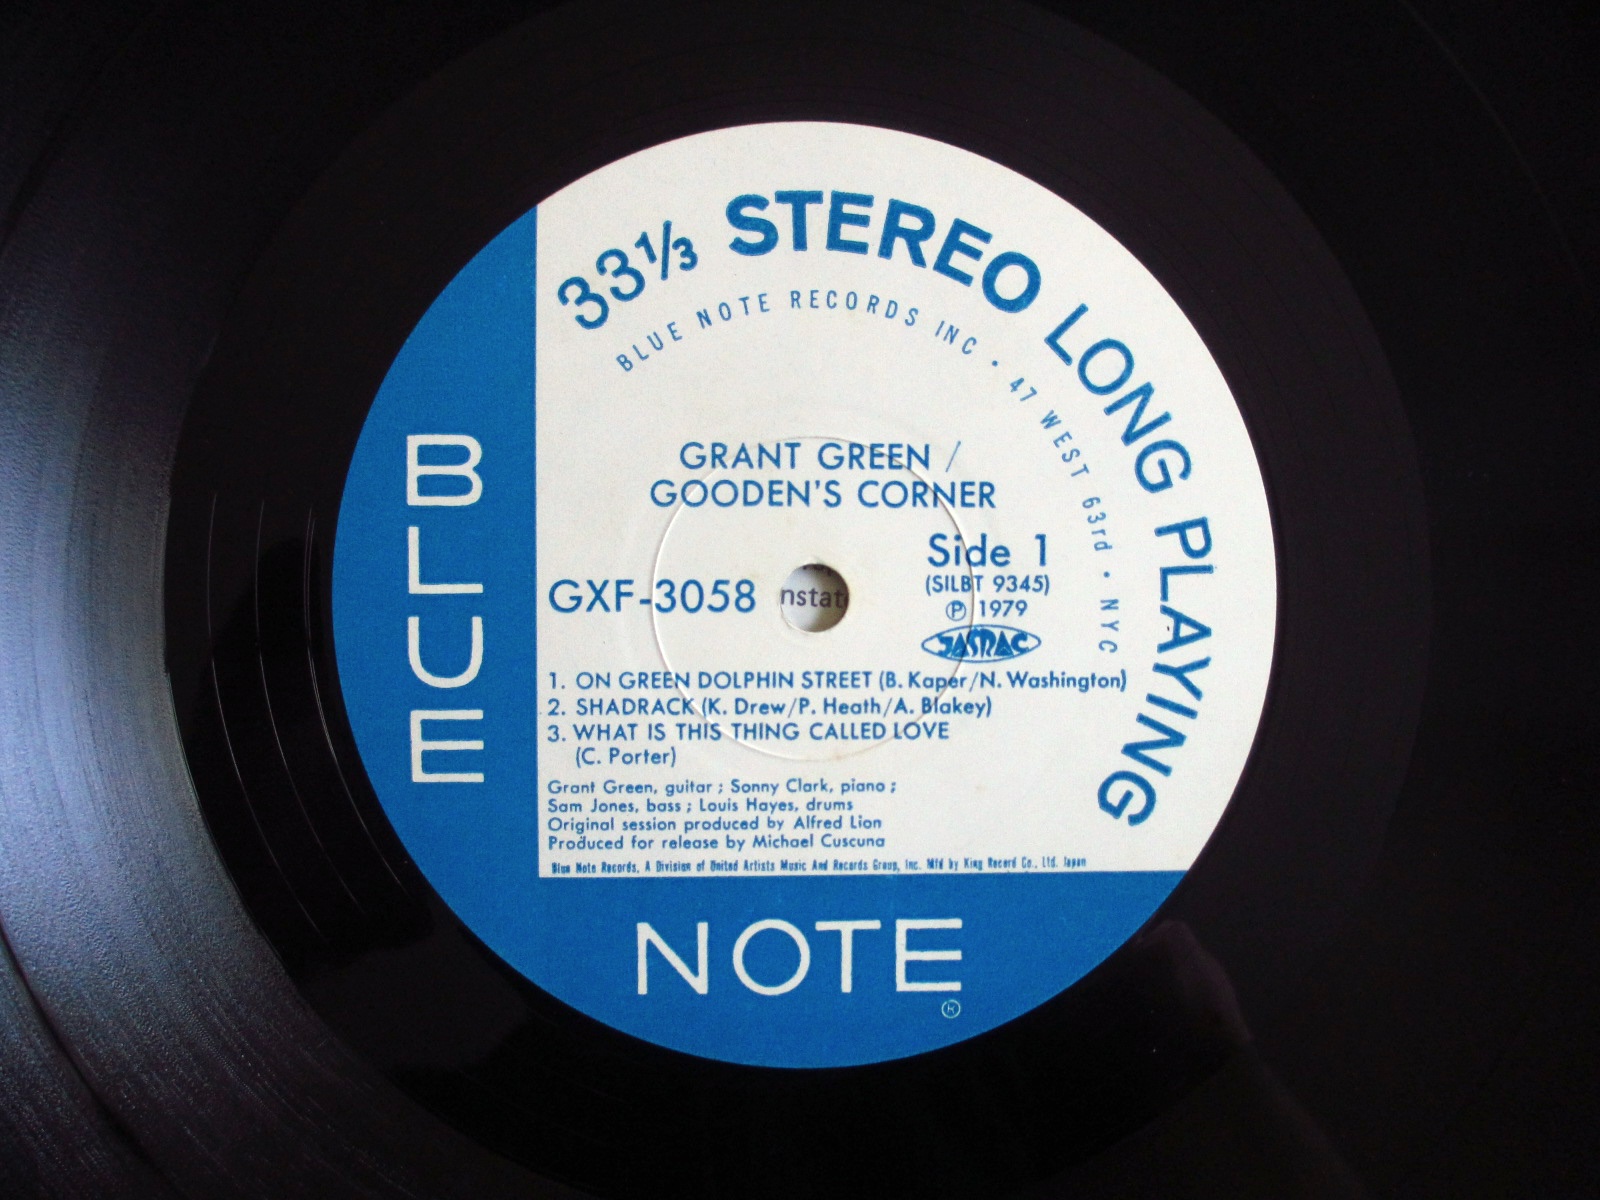 33⅓ STEREO LONG PLAYING
BLUE NOTE RECORDS INC • 47 WEST 63rd • NYC
GRANT GREEN /
GOODEN'S CORNER
Side 1
(SILBT 9345)
GXF-3058
Ⓟ 1979
JASRAC
1. ON GREEN DOLPHIN STREET (B. Kaper/N. Washington)
2. SHADRACK (K. Drew/P. Heath/A. Blakey)
3. WHAT IS THIS THING CALLED LOVE
(C. Porter)
Grant Green, guitar ; Sonny Clark, piano ;
Sam Jones, bass ; Louis Hayes, drums
Original session produced by Alfred Lion
Produced for release by Michael Cuscuna
Blue Note Records, A Division of United Artists Music And Records Group, Inc. Mfd by King Record Co., Ltd. Japan
BLUE
NOTE
®